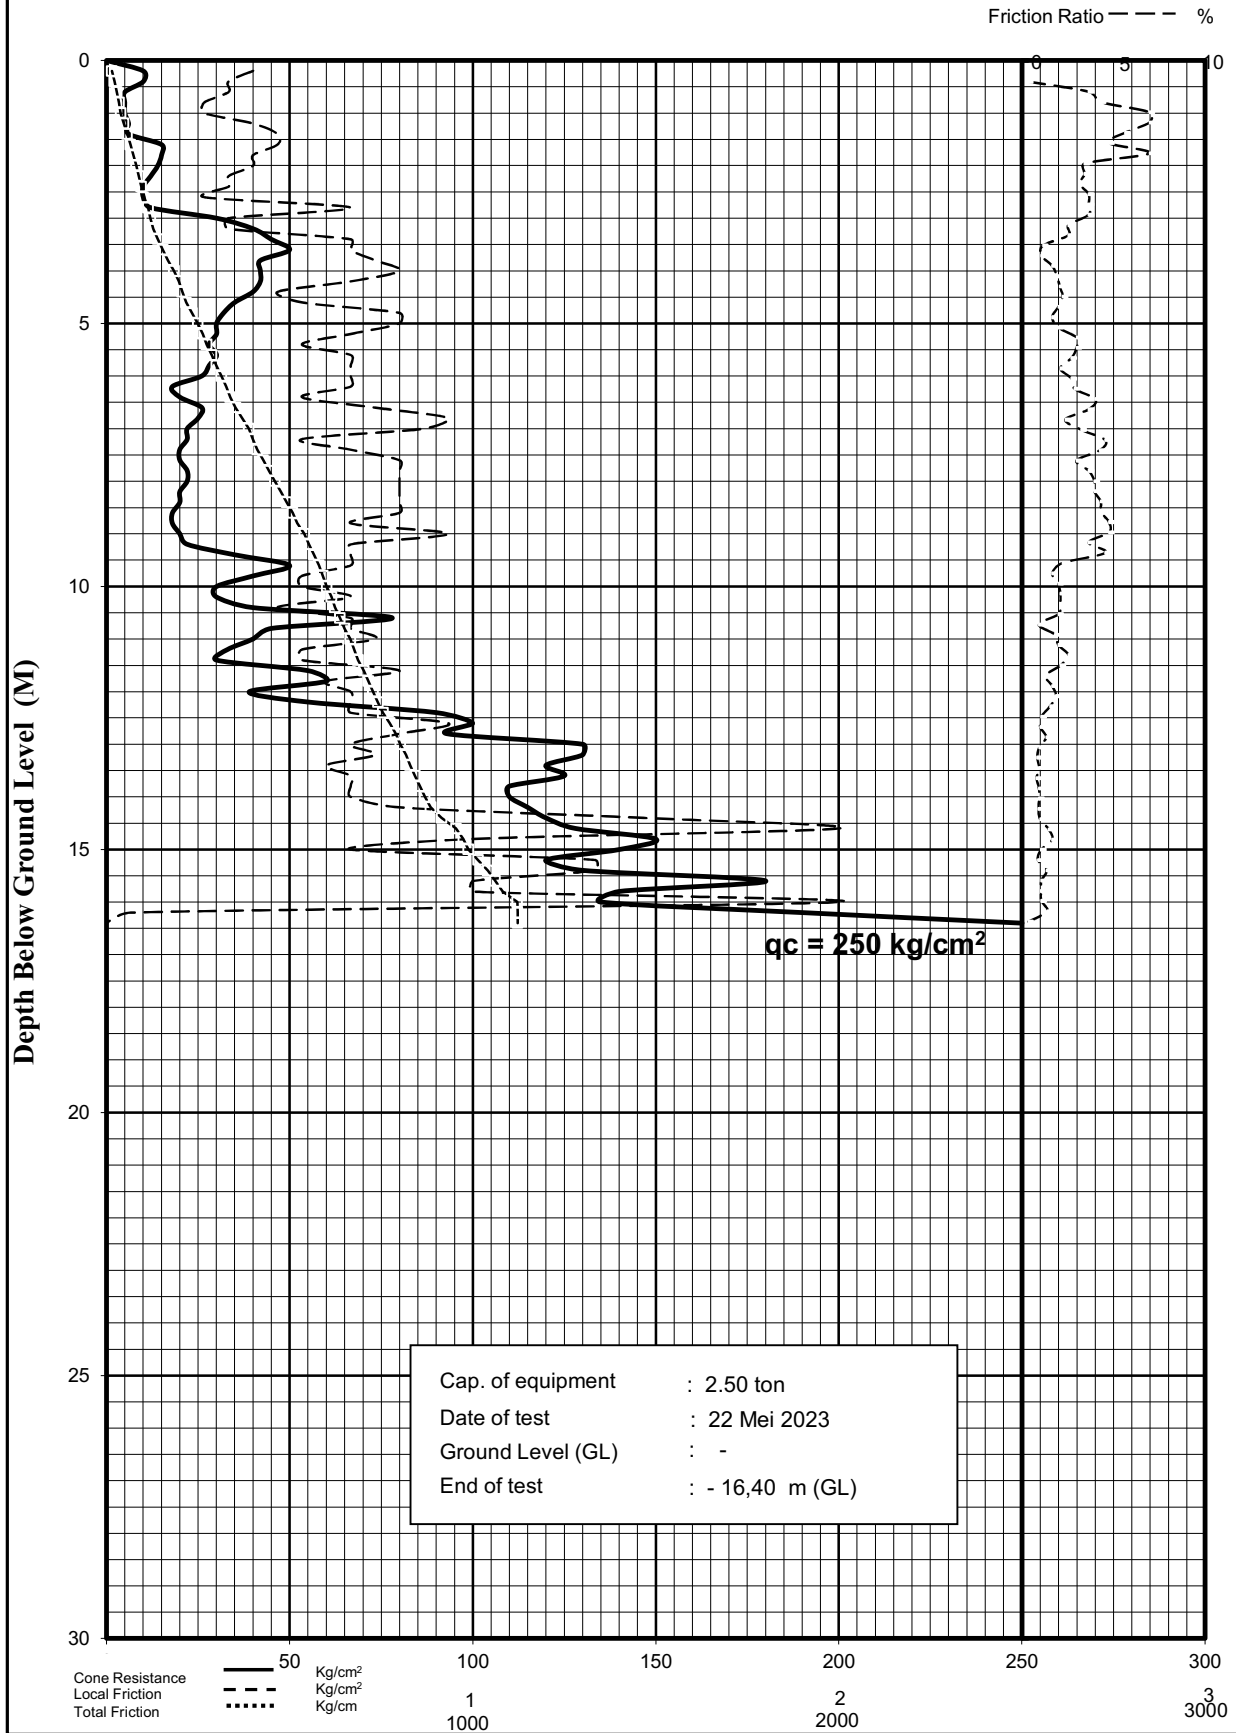 Friction Ratio %
0 5 10
0
5
10
15
20
25
30
Depth Below Ground Level (M)
qc = 250 kg/cm²
Cap. of equipment : 2.50 ton
Date of test : 22 Mei 2023
Ground Level (GL) : -
End of test : - 16,40 m (GL)
50 100 150 200 250 300
Cone Resistance Kg/cm²
Local Friction Kg/cm²
Total Friction Kg/cm
1 2 3
1000 2000 3000